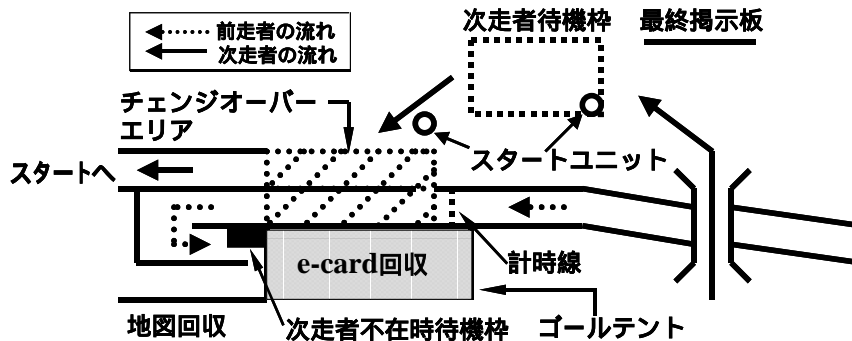 前走者の流れ
次走者の流れ
次走者待機枠
最終掲示板
チェンジオーバー
エリア
スタートユニット
スタートへ
e-card回収
計時線
地図回収
次走者不在時待機枠
ゴールテント